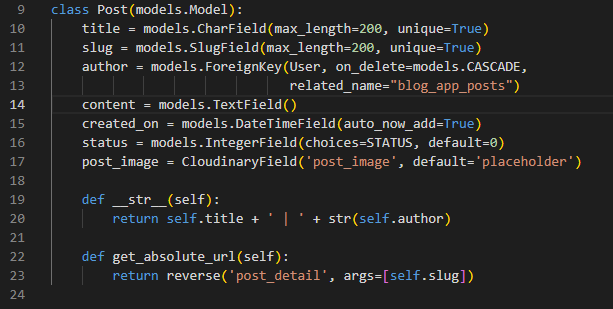 9 class Post(models.Model):
10     title = models.CharField(max_length=200, unique=True)
11     slug = models.SlugField(max_length=200, unique=True)
12     author = models.ForeignKey(User, on_delete=models.CASCADE,
13                                related_name="blog_app_posts")
14     content = models.TextField()
15     created_on = models.DateTimeField(auto_now_add=True)
16     status = models.IntegerField(choices=STATUS, default=0)
17     post_image = CloudinaryField('post_image', default='placeholder')
18
19     def __str__(self):
20         return self.title + ' | ' + str(self.author)
21
22     def get_absolute_url(self):
23         return reverse('post_detail', args=[self.slug])
24